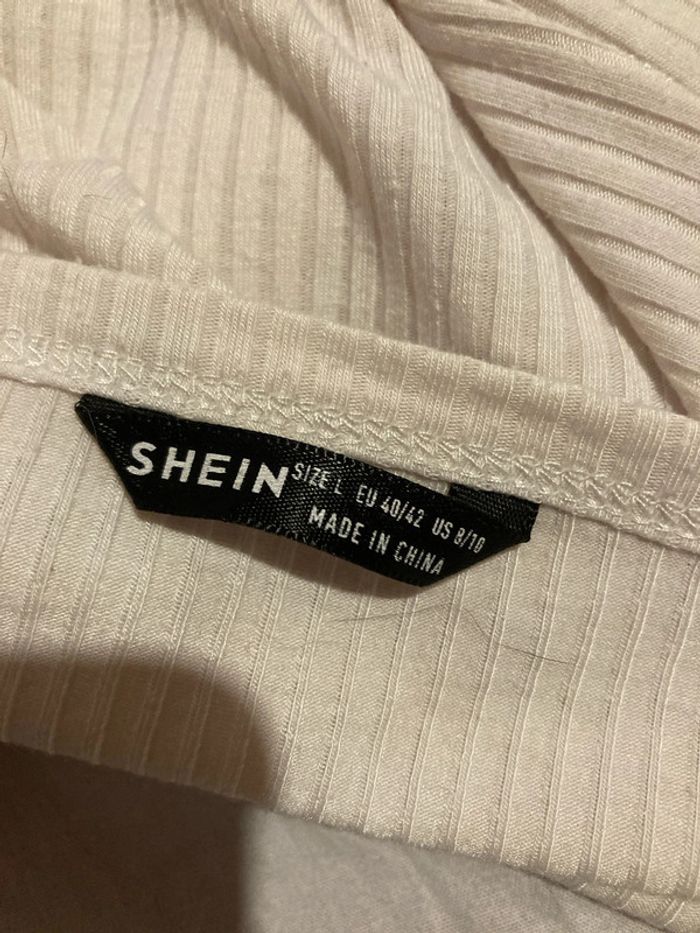 SHEIN SIZE L EU 40/42 US 8/10
MADE IN CHINA